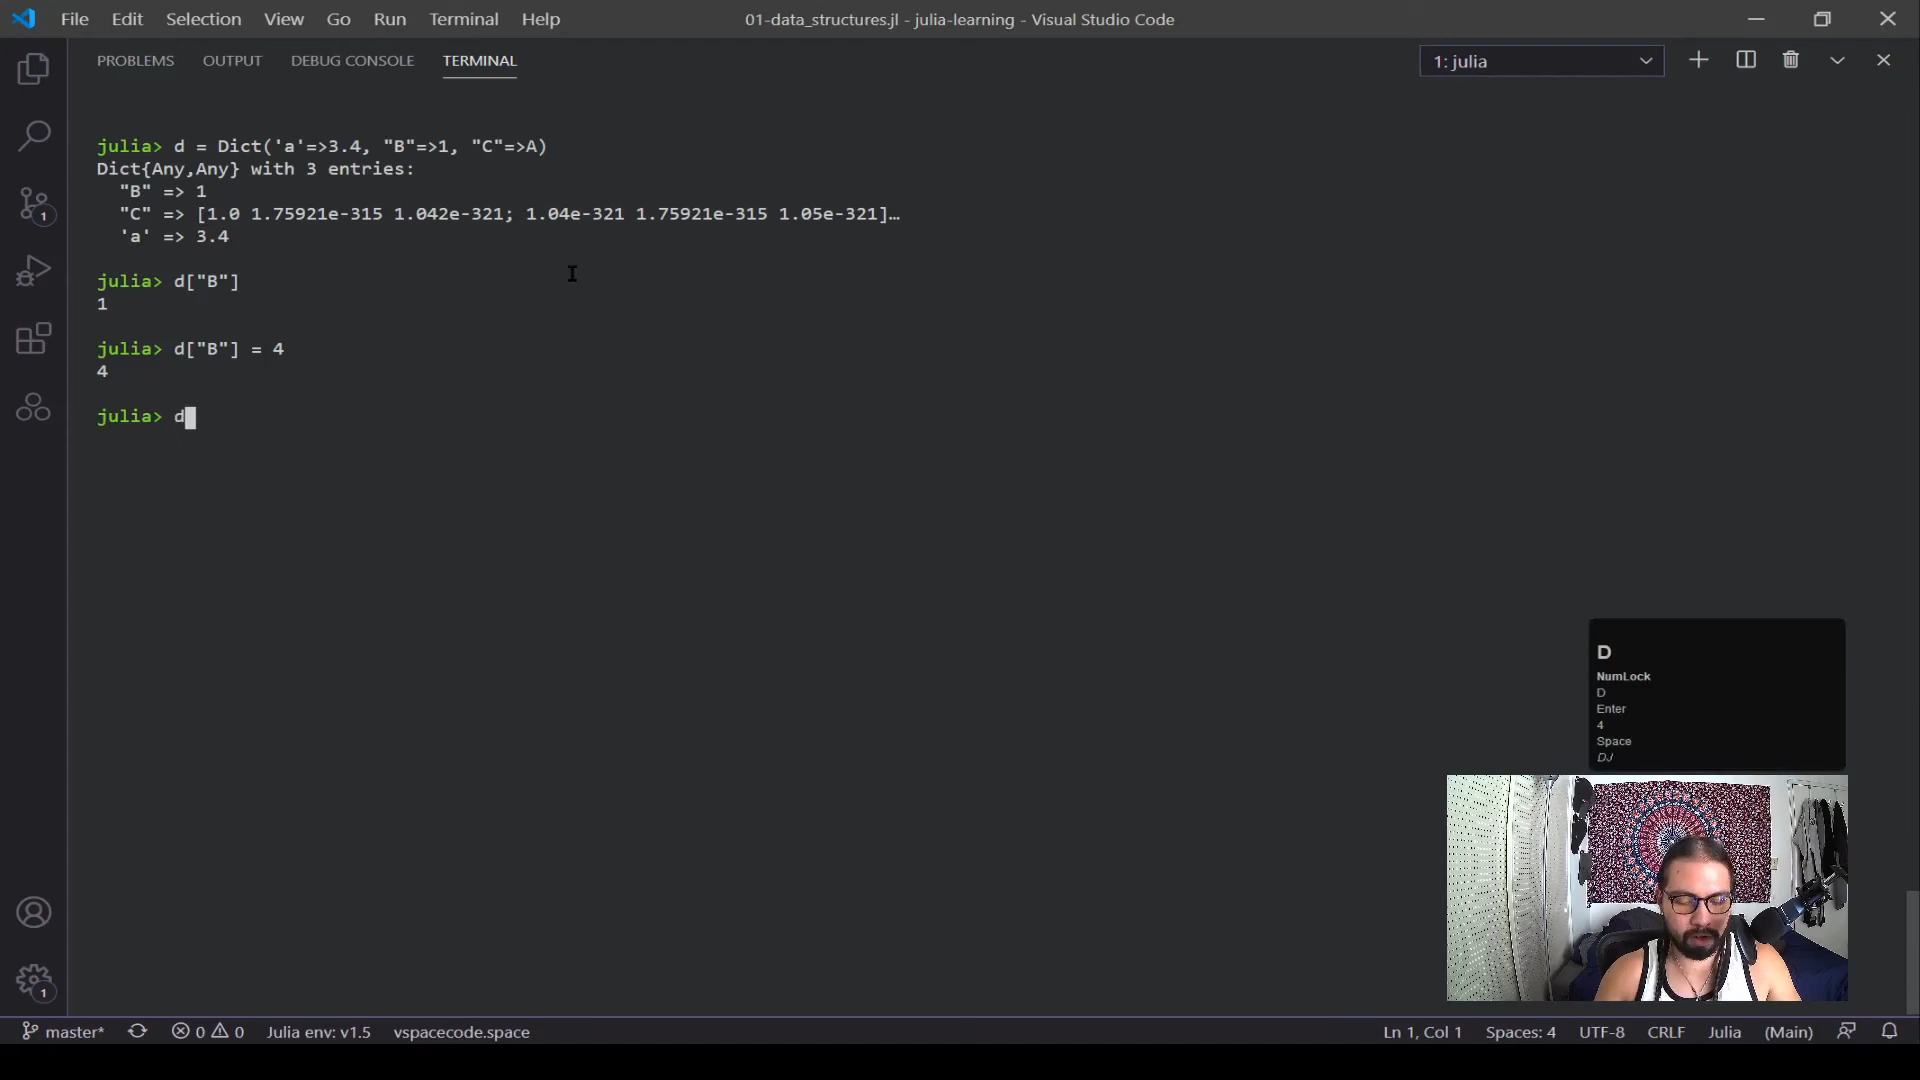 File Edit Selection View Go Run Terminal Help 01-data_structures.jl - julia-learning - Visual Studio Code
PROBLEMS OUTPUT DEBUG CONSOLE TERMINAL 1: julia
julia> d = Dict('a'=>3.4, "B"=>1, "C"=>A)
Dict{Any,Any} with 3 entries:
  "B" => 1
  "C" => [1.0 1.75921e-315 1.042e-321; 1.04e-321 1.75921e-315 1.05e-321]…
  'a' => 3.4
julia> d["B"]
1
julia> d["B"] = 4
4
julia> d
1
D
NumLock
D
Enter
4
Space
DJ
1
master* 0 0 Julia env: v1.5 vspacecode.space Ln 1, Col 1 Spaces: 4 UTF-8 CRLF Julia (Main)